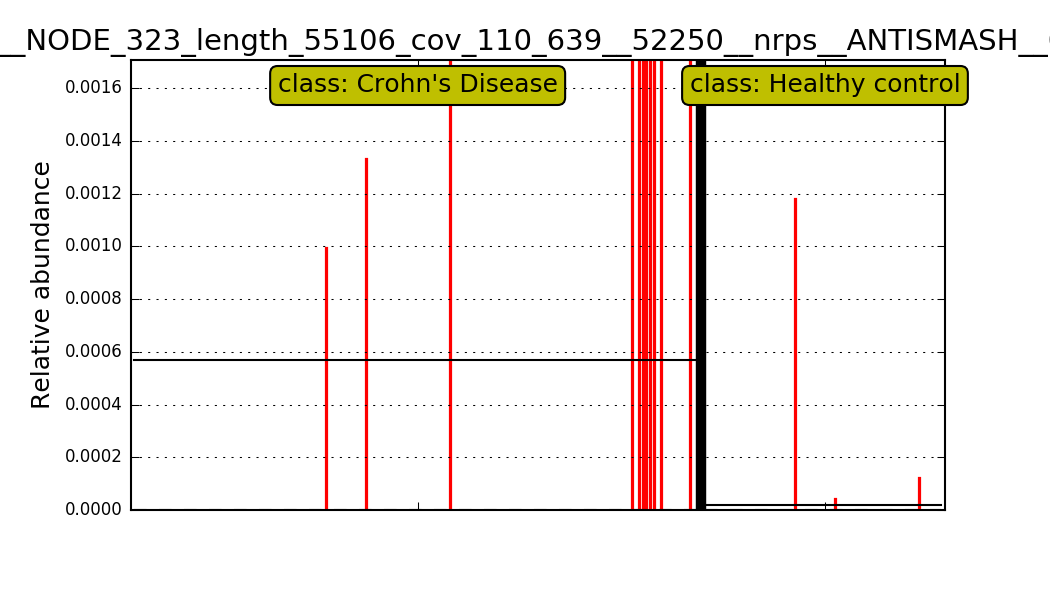 __NODE_323_length_55106_cov_110_639__52250__nrps__ANTISMASH__
class: Crohn's Disease
class: Healthy control
Relative abundance
0.0016
0.0014
0.0012
0.0010
0.0008
0.0006
0.0004
0.0002
0.0000